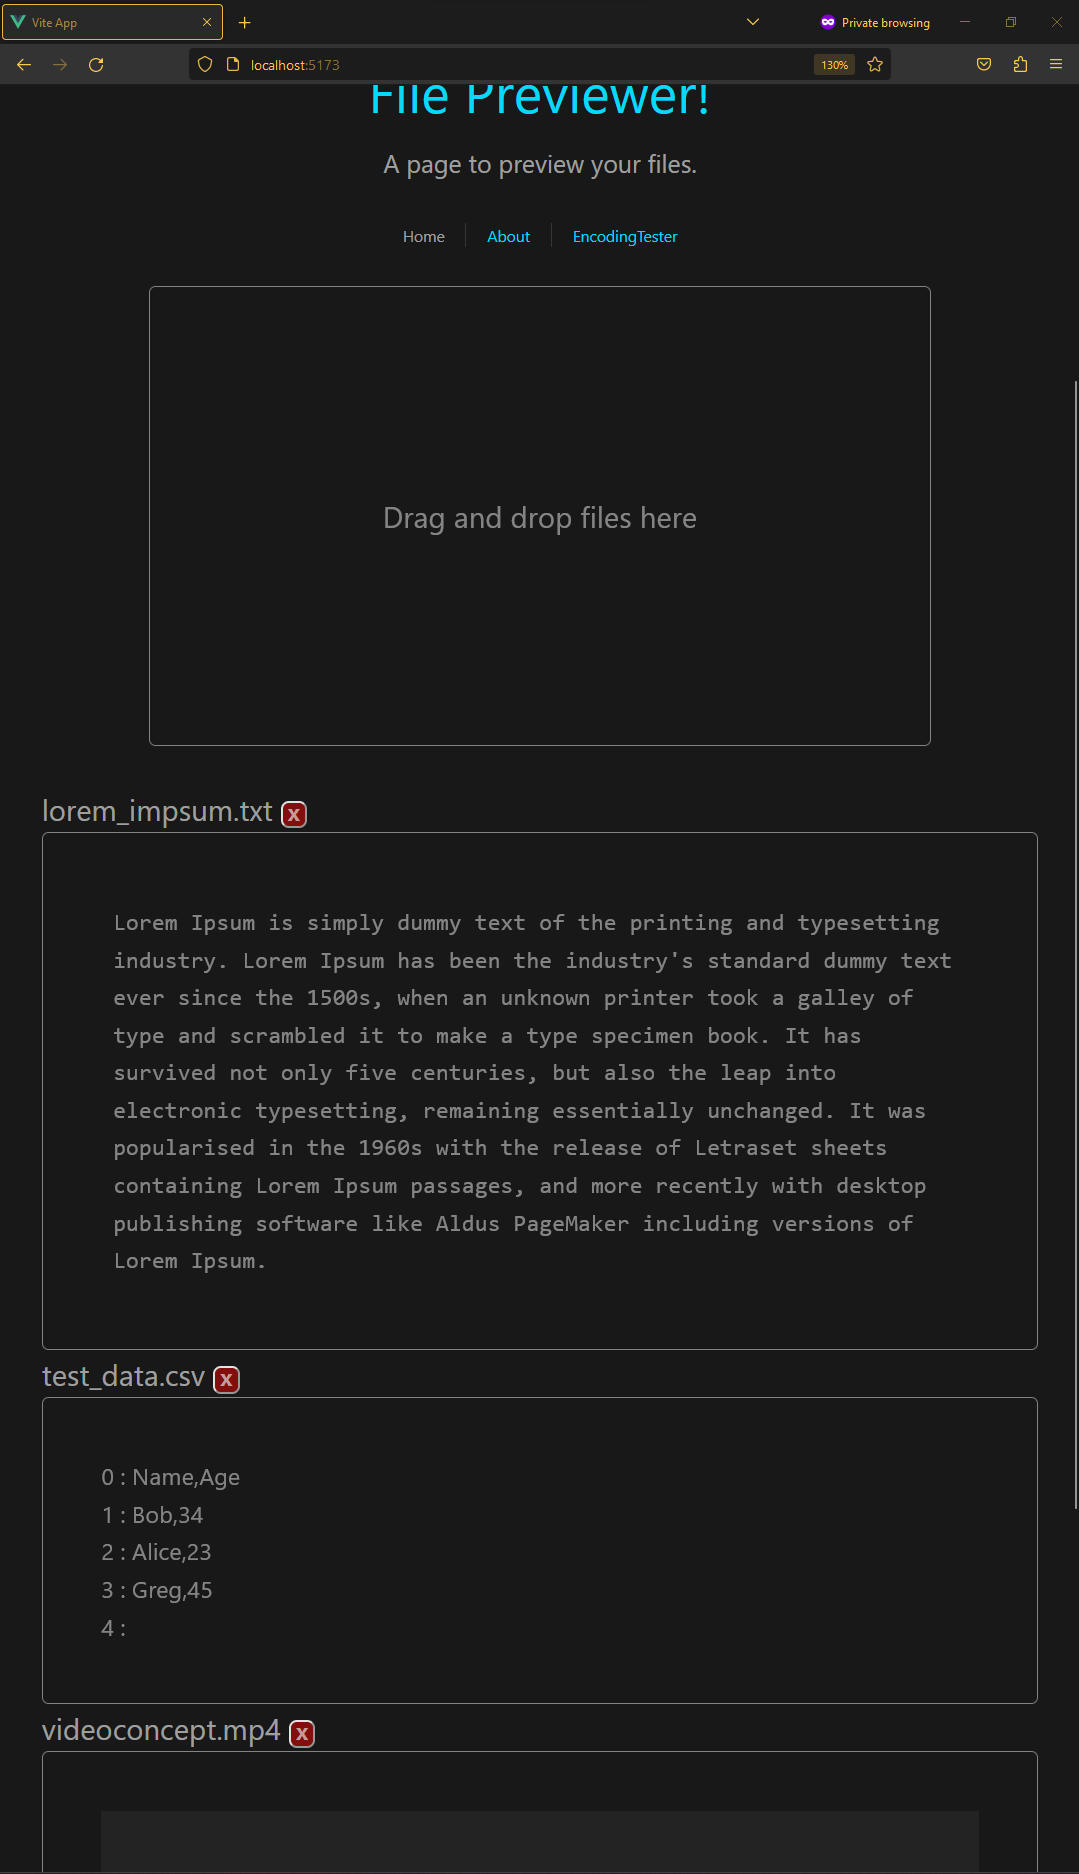 Vite App
Private browsing
localhost:5173
130%
File Previewer!
A page to preview your files.
Home
About
EncodingTester
Drag and drop files here
lorem_impsum.txt x
Lorem Ipsum is simply dummy text of the printing and typesetting
industry. Lorem Ipsum has been the industry's standard dummy text
ever since the 1500s, when an unknown printer took a galley of
type and scrambled it to make a type specimen book. It has
survived not only five centuries, but also the leap into
electronic typesetting, remaining essentially unchanged. It was
popularised in the 1960s with the release of Letraset sheets
containing Lorem Ipsum passages, and more recently with desktop
publishing software like Aldus PageMaker including versions of
Lorem Ipsum.
test_data.csv x
0 : Name,Age
1 : Bob,34
2 : Alice,23
3 : Greg,45
4 :
videoconcept.mp4 x